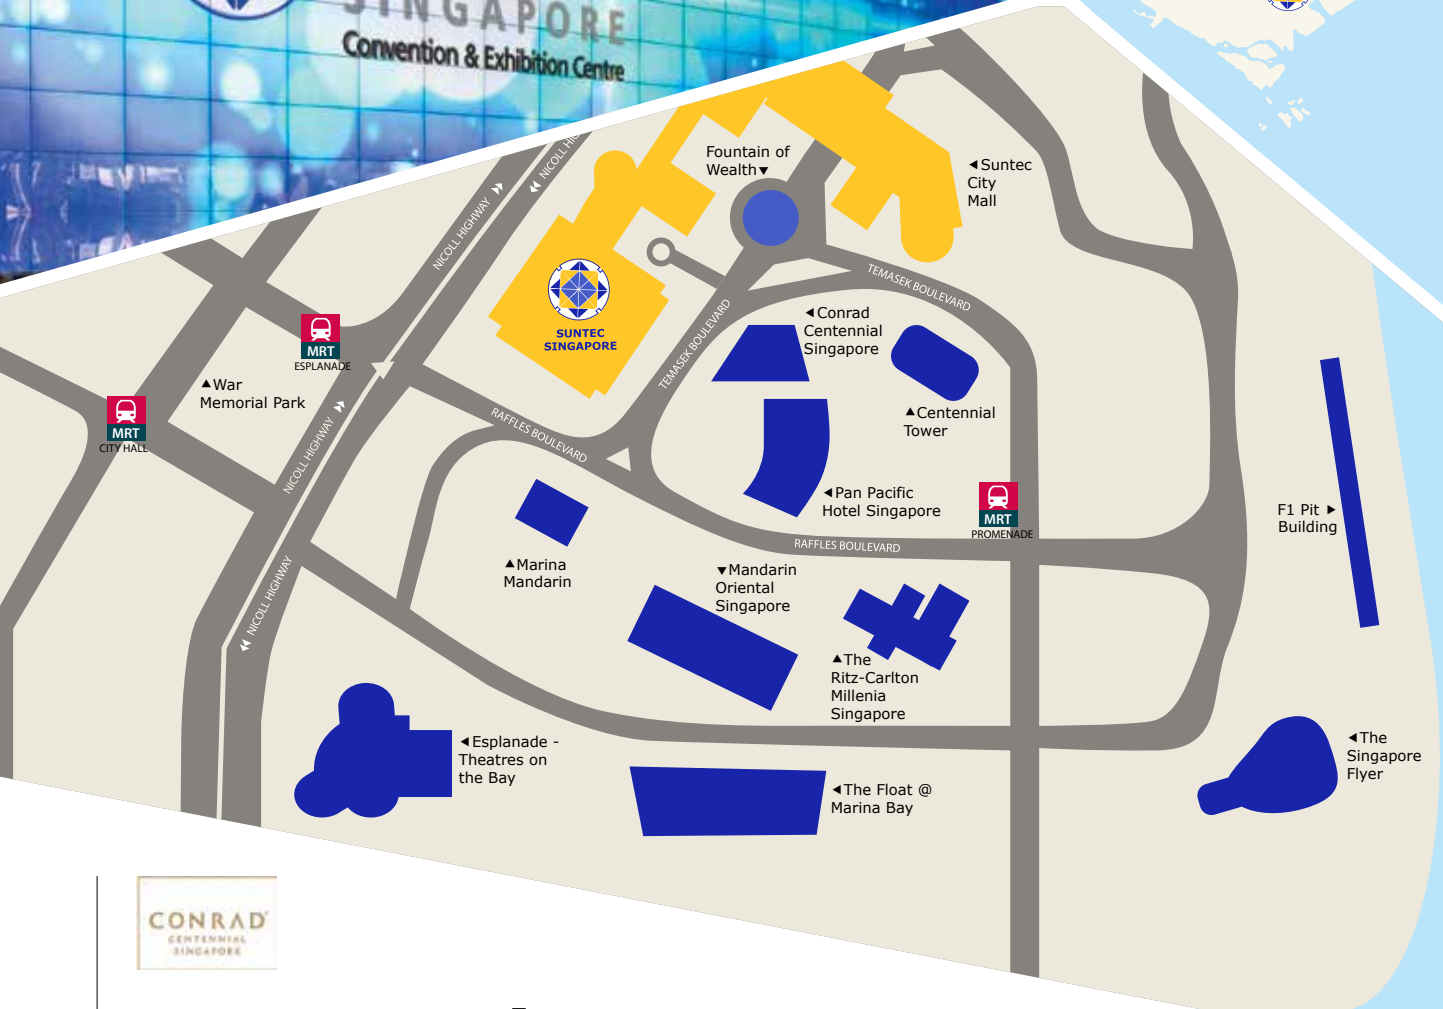 SINGAPORE
Convention & Exhibition Centre
NICOLL HIGHWAY
NICOLL HIGHWAY
Fountain of
Wealth
Suntec
City
Mall
TEMASEK BOULEVARD
SUNTEC
SINGAPORE
TEMASEK BOULEVARD
Conrad
Centennial
Singapore
MRT
ESPLANADE
War
Memorial Park
MRT
CITY HALL
NICOLL HIGHWAY
RAFFLES BOULEVARD
Centennial
Tower
Pan Pacific
Hotel Singapore
MRT
PROMENADE
F1 Pit
Building
RAFFLES BOULEVARD
Marina
Mandarin
Mandarin
Oriental
Singapore
NICOLL HIGHWAY
The
Ritz-Carlton
Millenia
Singapore
Esplanade -
Theatres on
the Bay
The Float @
Marina Bay
The
Singapore
Flyer
CONRAD
CENTENNIAL
SINGAPORE